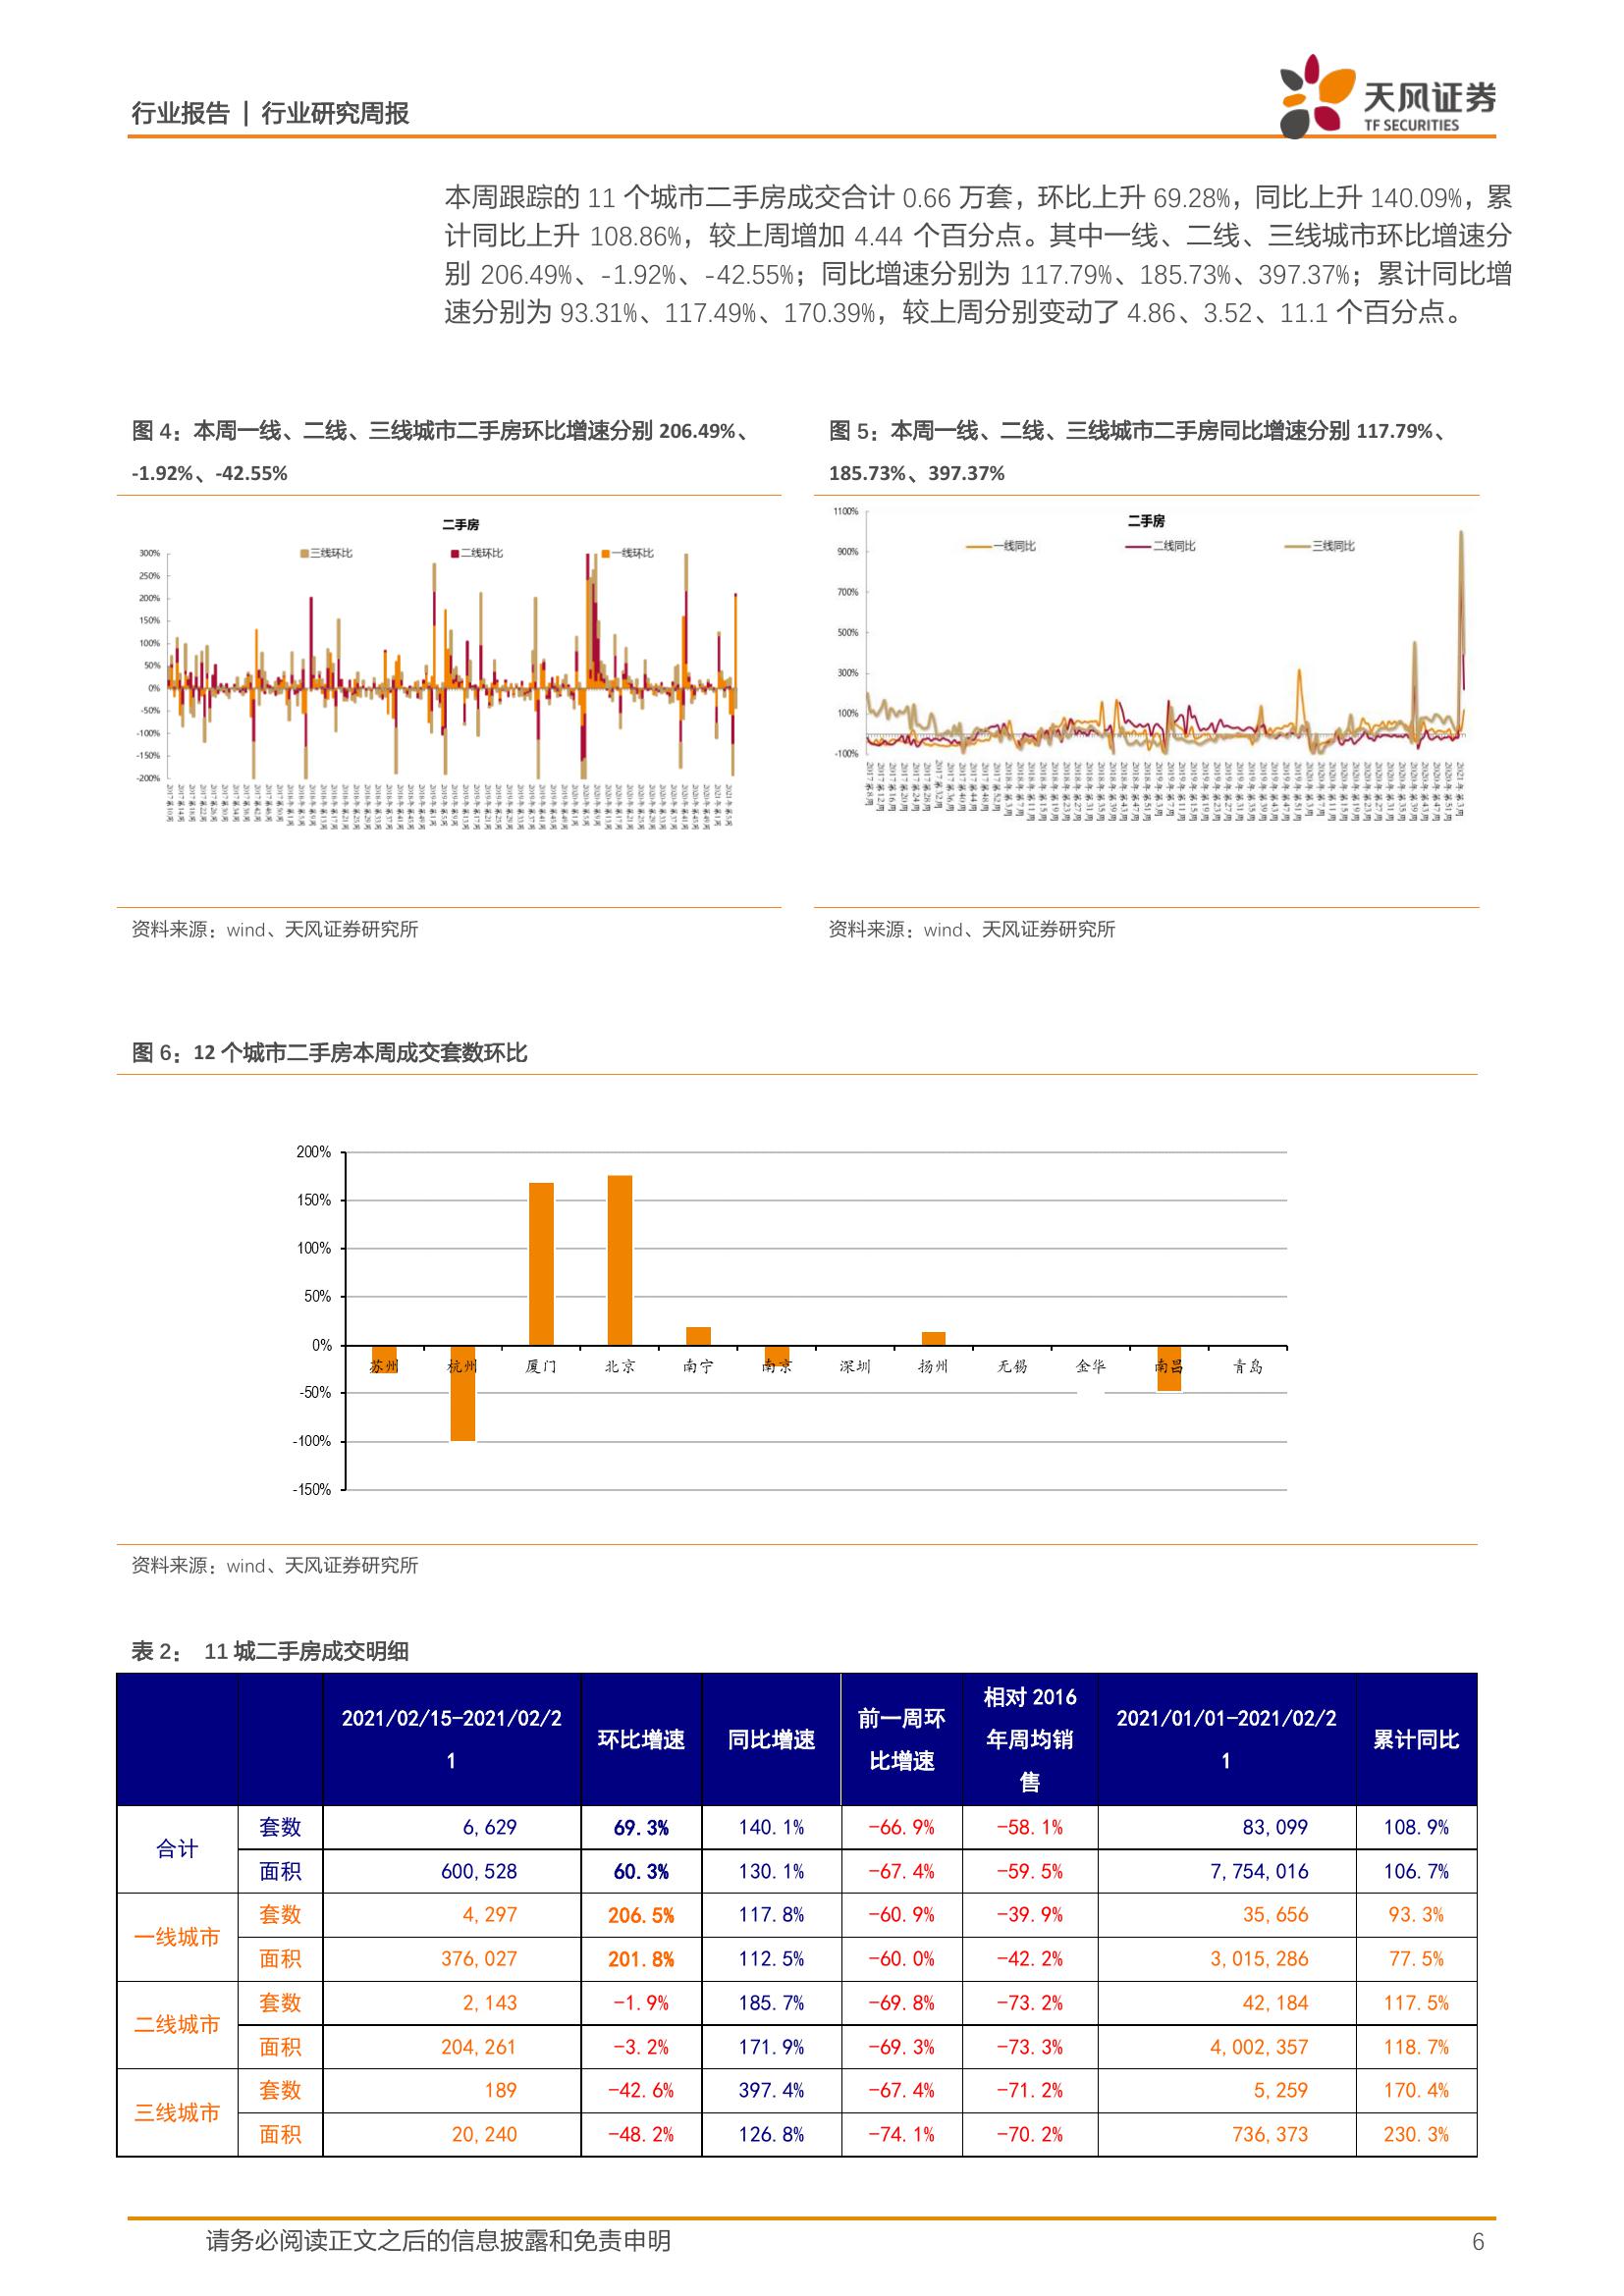 行业报告 | 行业研究周报
天风证券
TF SECURITIES
本周跟踪的 11 个城市二手房成交合计 0.66 万套，环比上升 69.28%，同比上升 140.09%，累
计同比上升 108.86%，较上周增加 4.44 个百分点。其中一线、二线、三线城市环比增速分
别 206.49%、-1.92%、-42.55%；同比增速分别为 117.79%、185.73%、397.37%；累计同比增
速分别为 93.31%、117.49%、170.39%，较上周分别变动了 4.86、3.52、11.1 个百分点。
图 4：本周一线、二线、三线城市二手房环比增速分别 206.49%、
-1.92%、-42.55%
二手房
三线环比 二线环比 一线环比
300%
250%
200%
150%
100%
50%
0%
-50%
-100%
-150%
-200%
资料来源：wind、天风证券研究所
图 5：本周一线、二线、三线城市二手房同比增速分别 117.79%、
185.73%、397.37%
二手房
一线同比 二线同比 三线同比
1100%
900%
700%
500%
300%
100%
-100%
资料来源：wind、天风证券研究所
图 6：12 个城市二手房本周成交套数环比
200%
150%
100%
50%
0%
-50%
-100%
-150%
苏州 杭州 厦门 北京 南宁 南京 深圳 扬州 无锡 金华 南昌 青岛
资料来源：wind、天风证券研究所
表 2： 11 城二手房成交明细
2021/02/15-2021/02/2
1
环比增速
同比增速
前一周环
比增速
相对 2016
年周均销
售
2021/01/01-2021/02/2
1
累计同比
合计
套数 6,629 69.3% 140.1% -66.9% -58.1% 83,099 108.9%
面积 600,528 60.3% 130.1% -67.4% -59.5% 7,754,016 106.7%
一线城市
套数 4,297 206.5% 117.8% -60.9% -39.9% 35,656 93.3%
面积 376,027 201.8% 112.5% -60.0% -42.2% 3,015,286 77.5%
二线城市
套数 2,143 -1.9% 185.7% -69.8% -73.2% 42,184 117.5%
面积 204,261 -3.2% 171.9% -69.3% -73.3% 4,002,357 118.7%
三线城市
套数 189 -42.6% 397.4% -67.4% -71.2% 5,259 170.4%
面积 20,240 -48.2% 126.8% -74.1% -70.2% 736,373 230.3%
请务必阅读正文之后的信息披露和免责申明 6